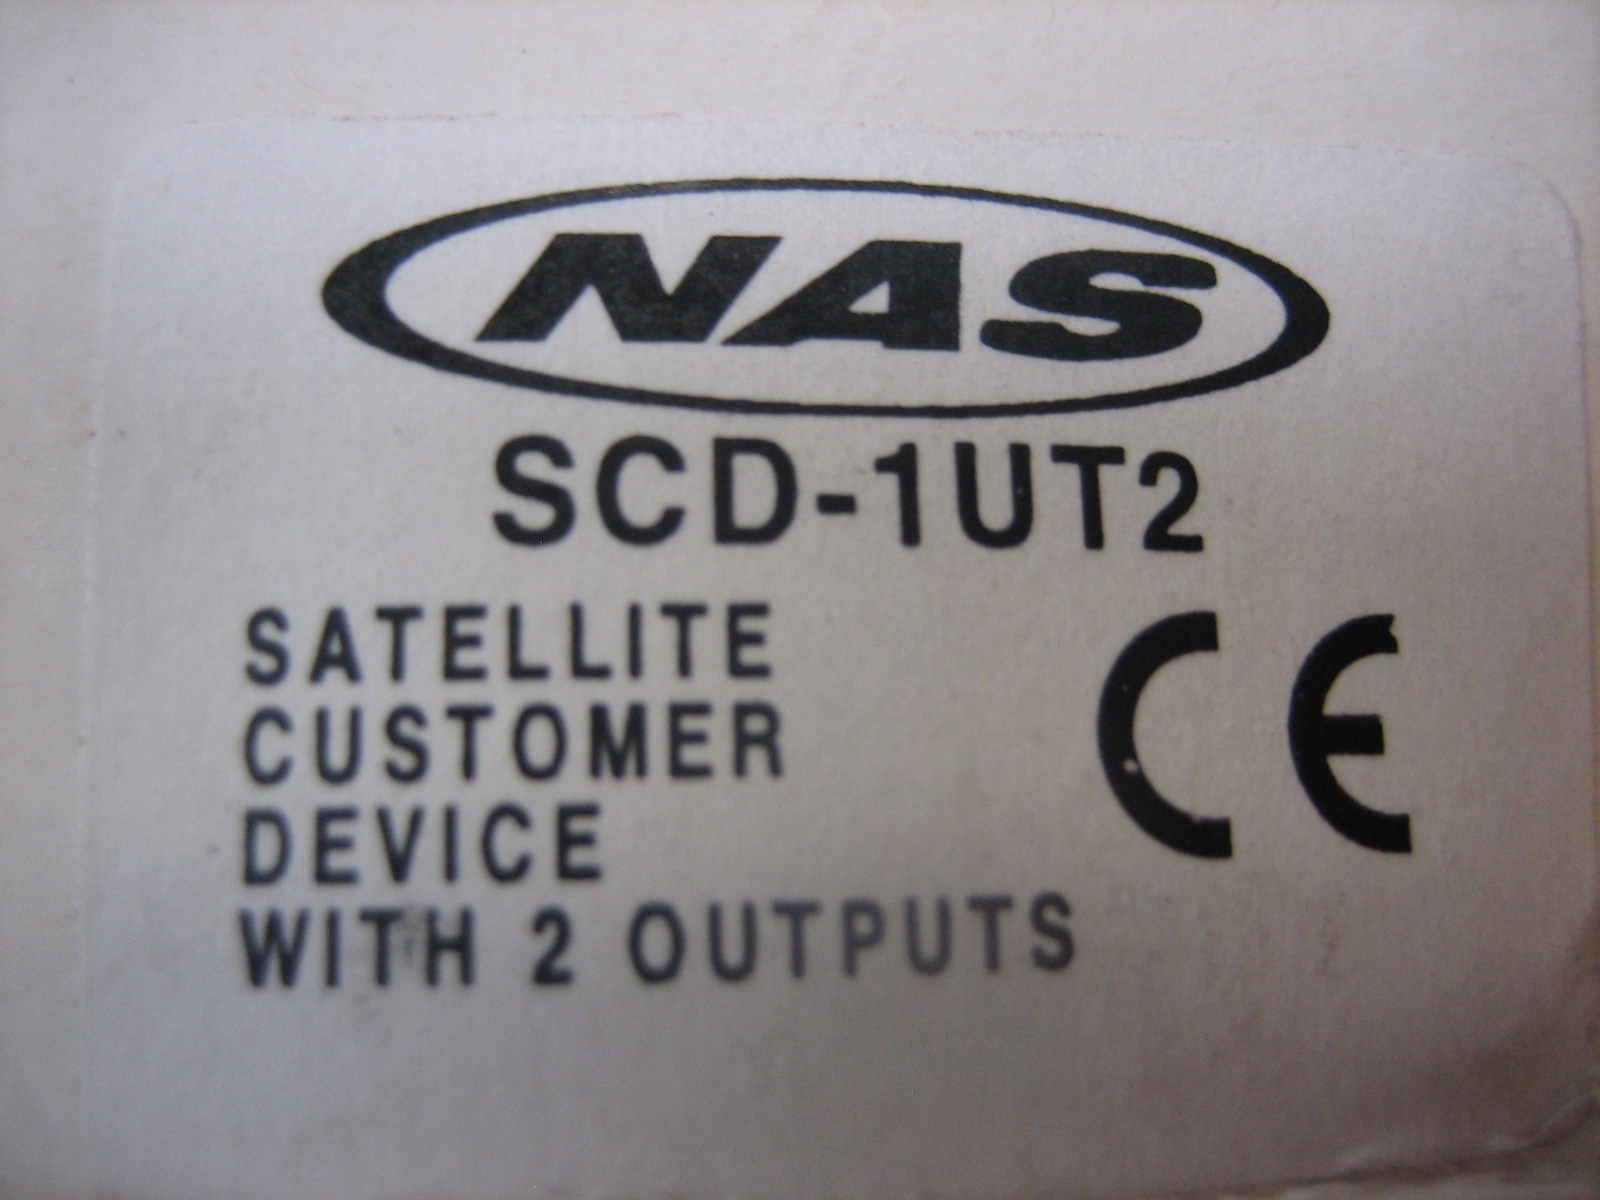 NAS
SCD-1UT2
SATELLITE
CUSTOMER
DEVICE
WITH 2 OUTPUTS
CE